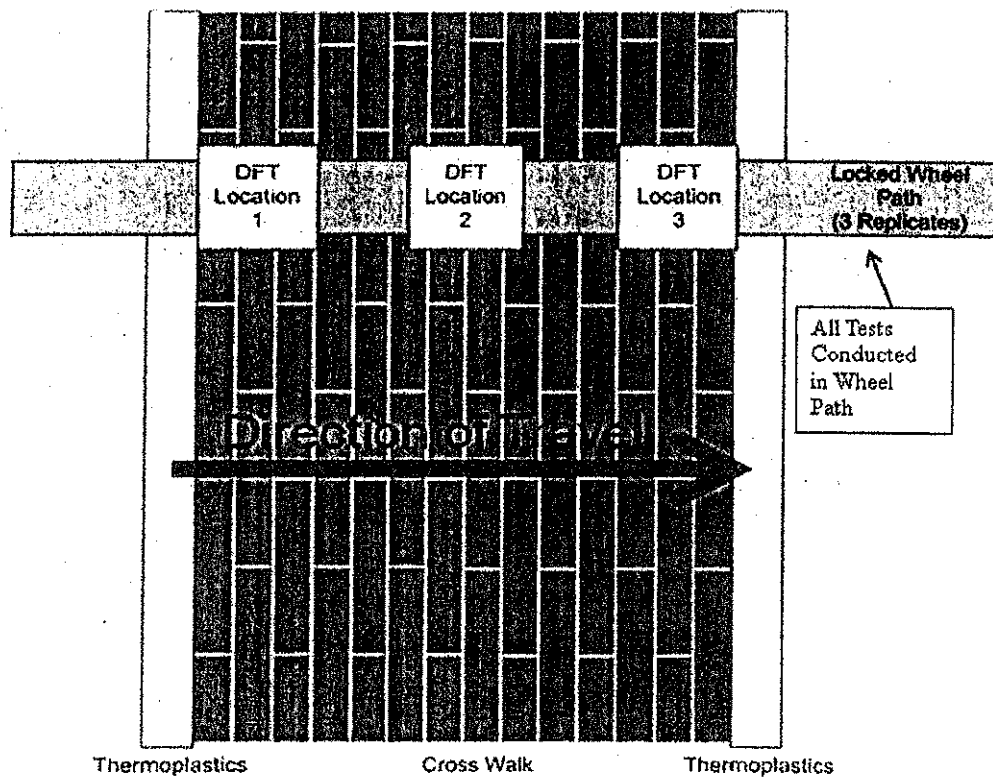 DFT
Location
1
DFT
Location
2
DFT
Location
3
Locked Wheel
Path
(3 Replicates)
All Tests
Conducted
in Wheel
Path
Direction of Travel
Thermoplastics
Cross Walk
Thermoplastics